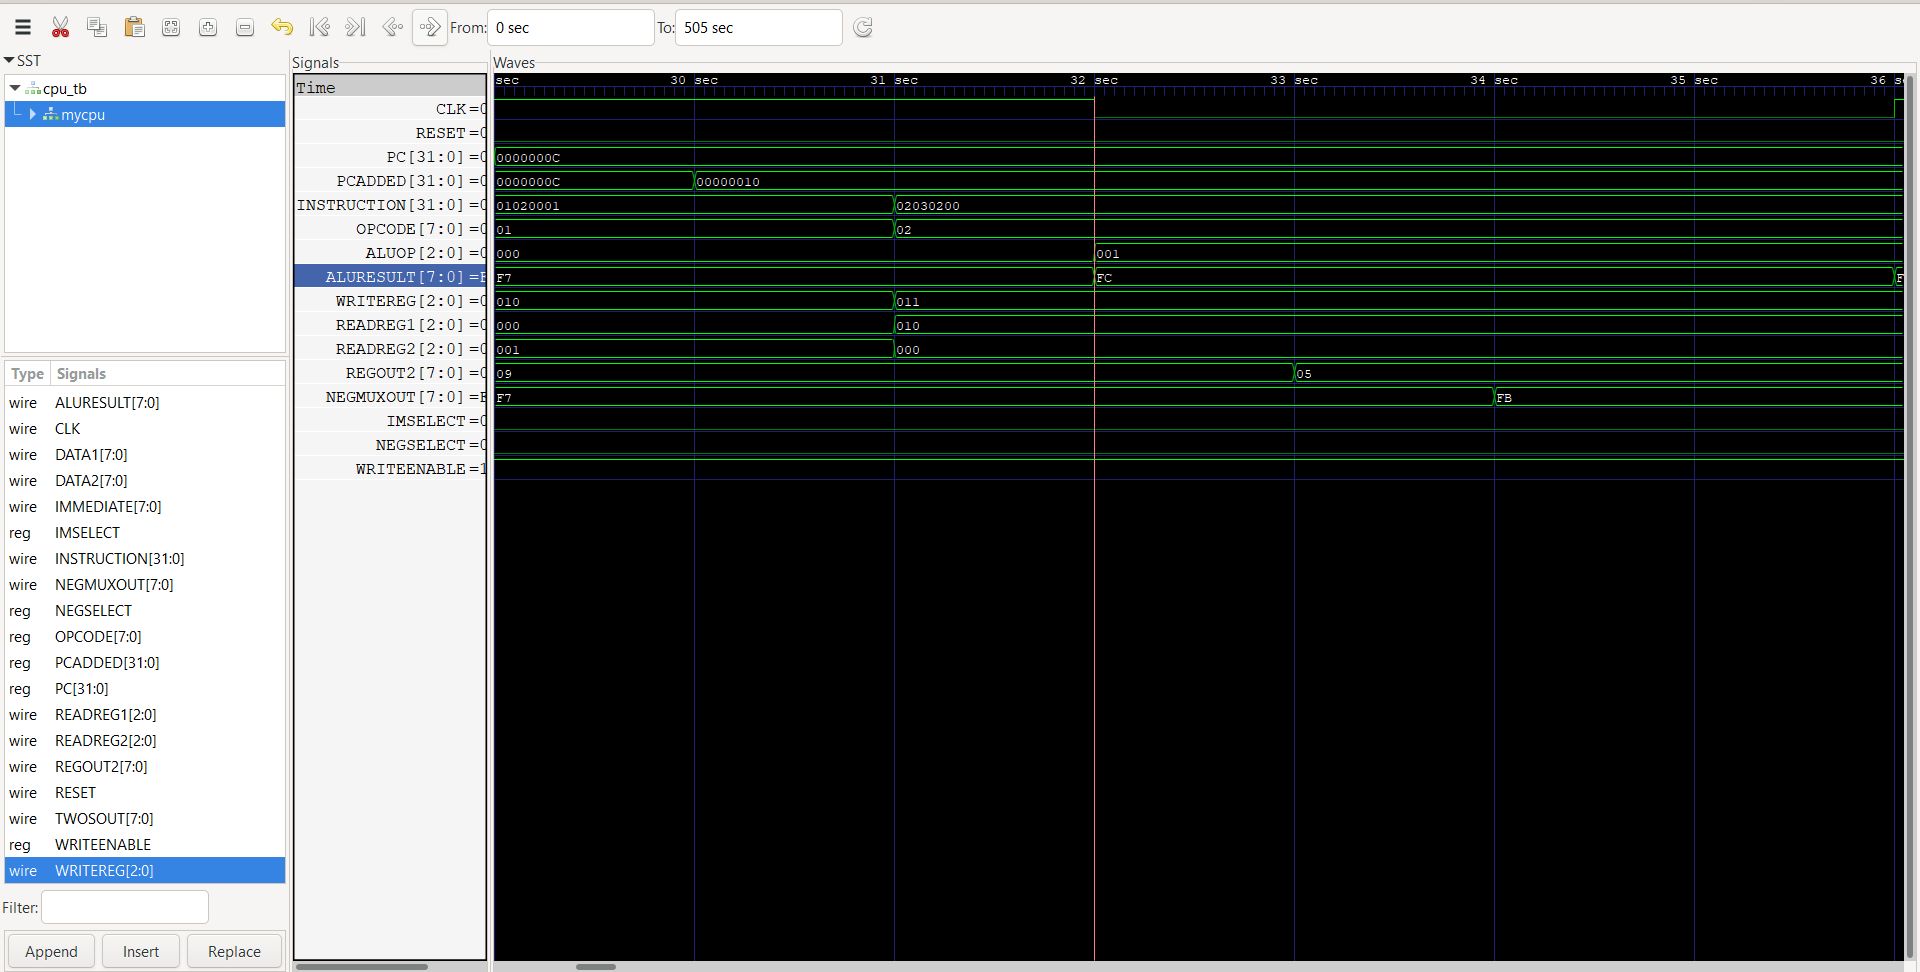 From: 0 sec To: 505 sec
SST
cpu_tb
mycpu
Type Signals
wire ALURESULT[7:0]
wire CLK
wire DATA1[7:0]
wire DATA2[7:0]
wire IMMEDIATE[7:0]
reg IMSELECT
wire INSTRUCTION[31:0]
wire NEGMUXOUT[7:0]
reg NEGSELECT
reg OPCODE[7:0]
reg PCADDED[31:0]
reg PC[31:0]
wire READREG1[2:0]
wire READREG2[2:0]
wire REGOUT2[7:0]
wire RESET
wire TWOSOUT[7:0]
reg WRITEENABLE
wire WRITEREG[2:0]
Filter:
Append Insert Replace
Signals
Time
CLK=0
RESET=0
PC[31:0]=0
PCADDED[31:0]=0
INSTRUCTION[31:0]=0
OPCODE[7:0]=0
ALUOP[2:0]=0
ALURESULT[7:0]=
WRITEREG[2:0]=0
READREG1[2:0]=0
READREG2[2:0]=0
REGOUT2[7:0]=0
NEGMUXOUT[7:0]=
IMSELECT=0
NEGSELECT=0
WRITEENABLE=1
Waves
sec 30 sec 31 sec 32 sec 33 sec 34 sec 35 sec 36
0000000C
0000000C 00000010
01020001 02030200
01 02
000 001
F7 FC
010 011
000 010
001 000
09 05
F7 FB